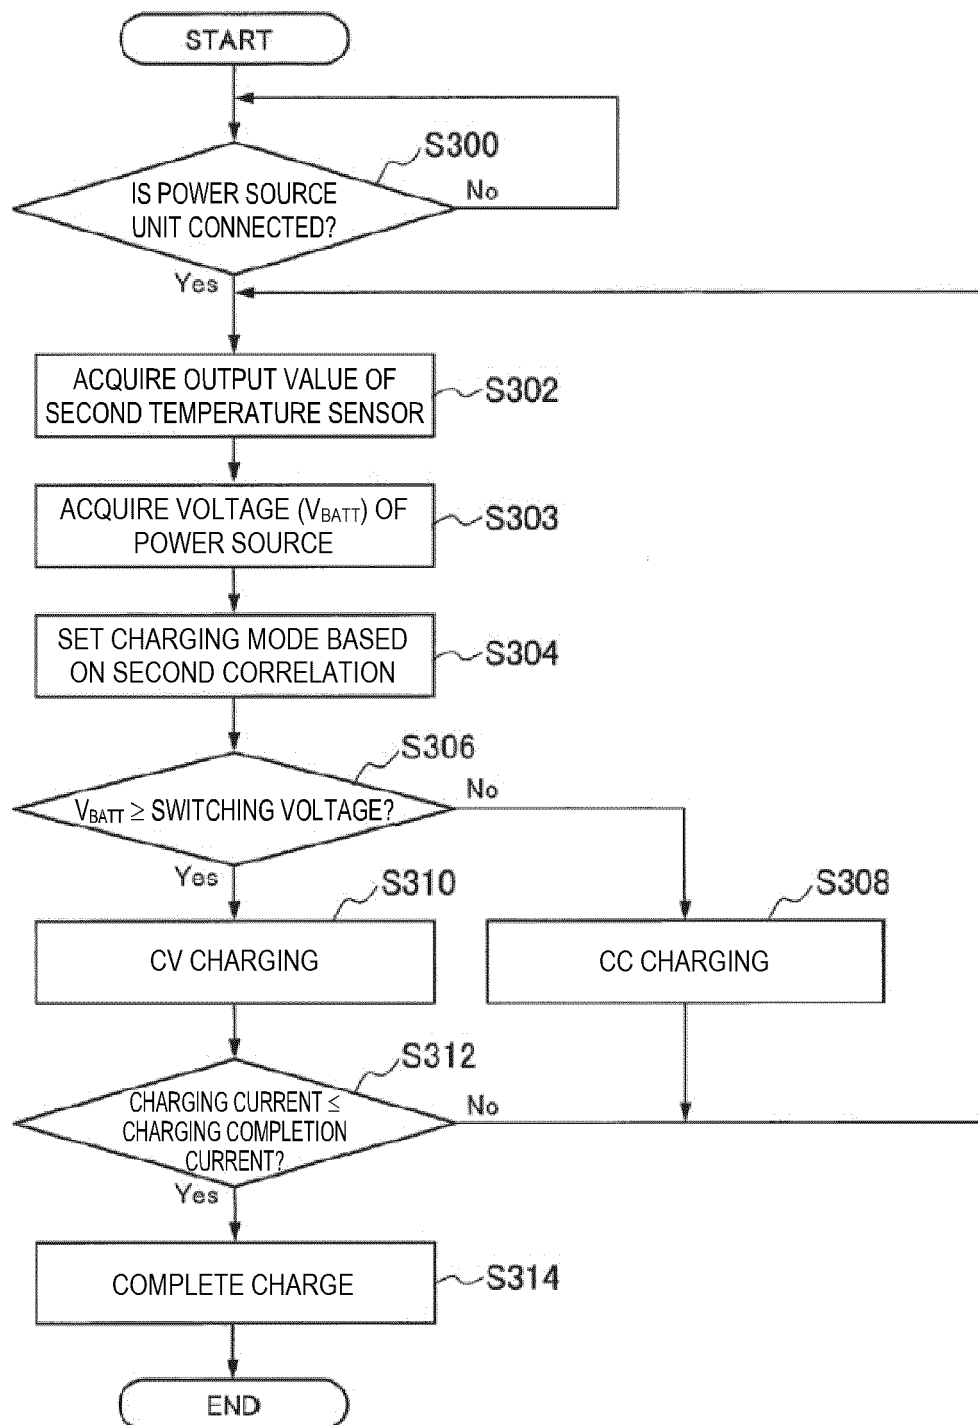 START
S300
IS POWER SOURCE
UNIT CONNECTED?
No
Yes
ACQUIRE OUTPUT VALUE OF
SECOND TEMPERATURE SENSOR
S302
ACQUIRE VOLTAGE (VBATT) OF
POWER SOURCE
S303
SET CHARGING MODE BASED
ON SECOND CORRELATION
S304
S306
VBATT ≥ SWITCHING VOLTAGE?
No
Yes
S310
CV CHARGING
S308
CC CHARGING
S312
CHARGING CURRENT ≤
CHARGING COMPLETION
CURRENT?
No
Yes
COMPLETE CHARGE
S314
END